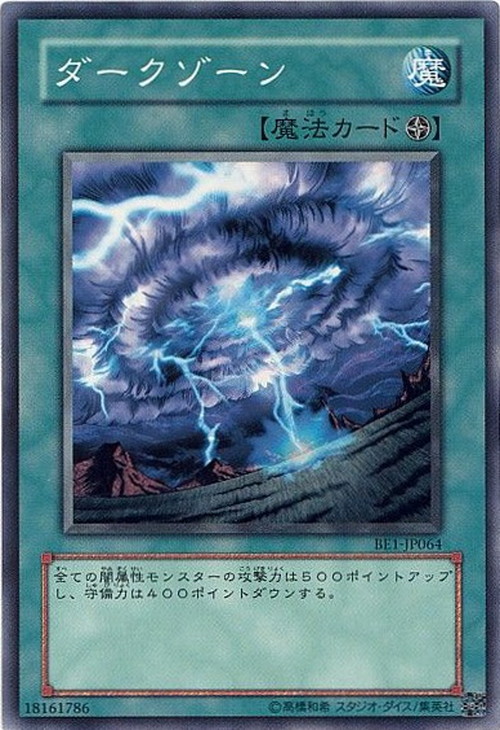 ダークゾーン
魔
【魔法カード】
BE1-JP064
全ての闇属性モンスターの攻撃力は500ポイントアップ
し、守備力は400ポイントダウンする。
18161786
©高橋和希 スタジオ・ダイス/集英社